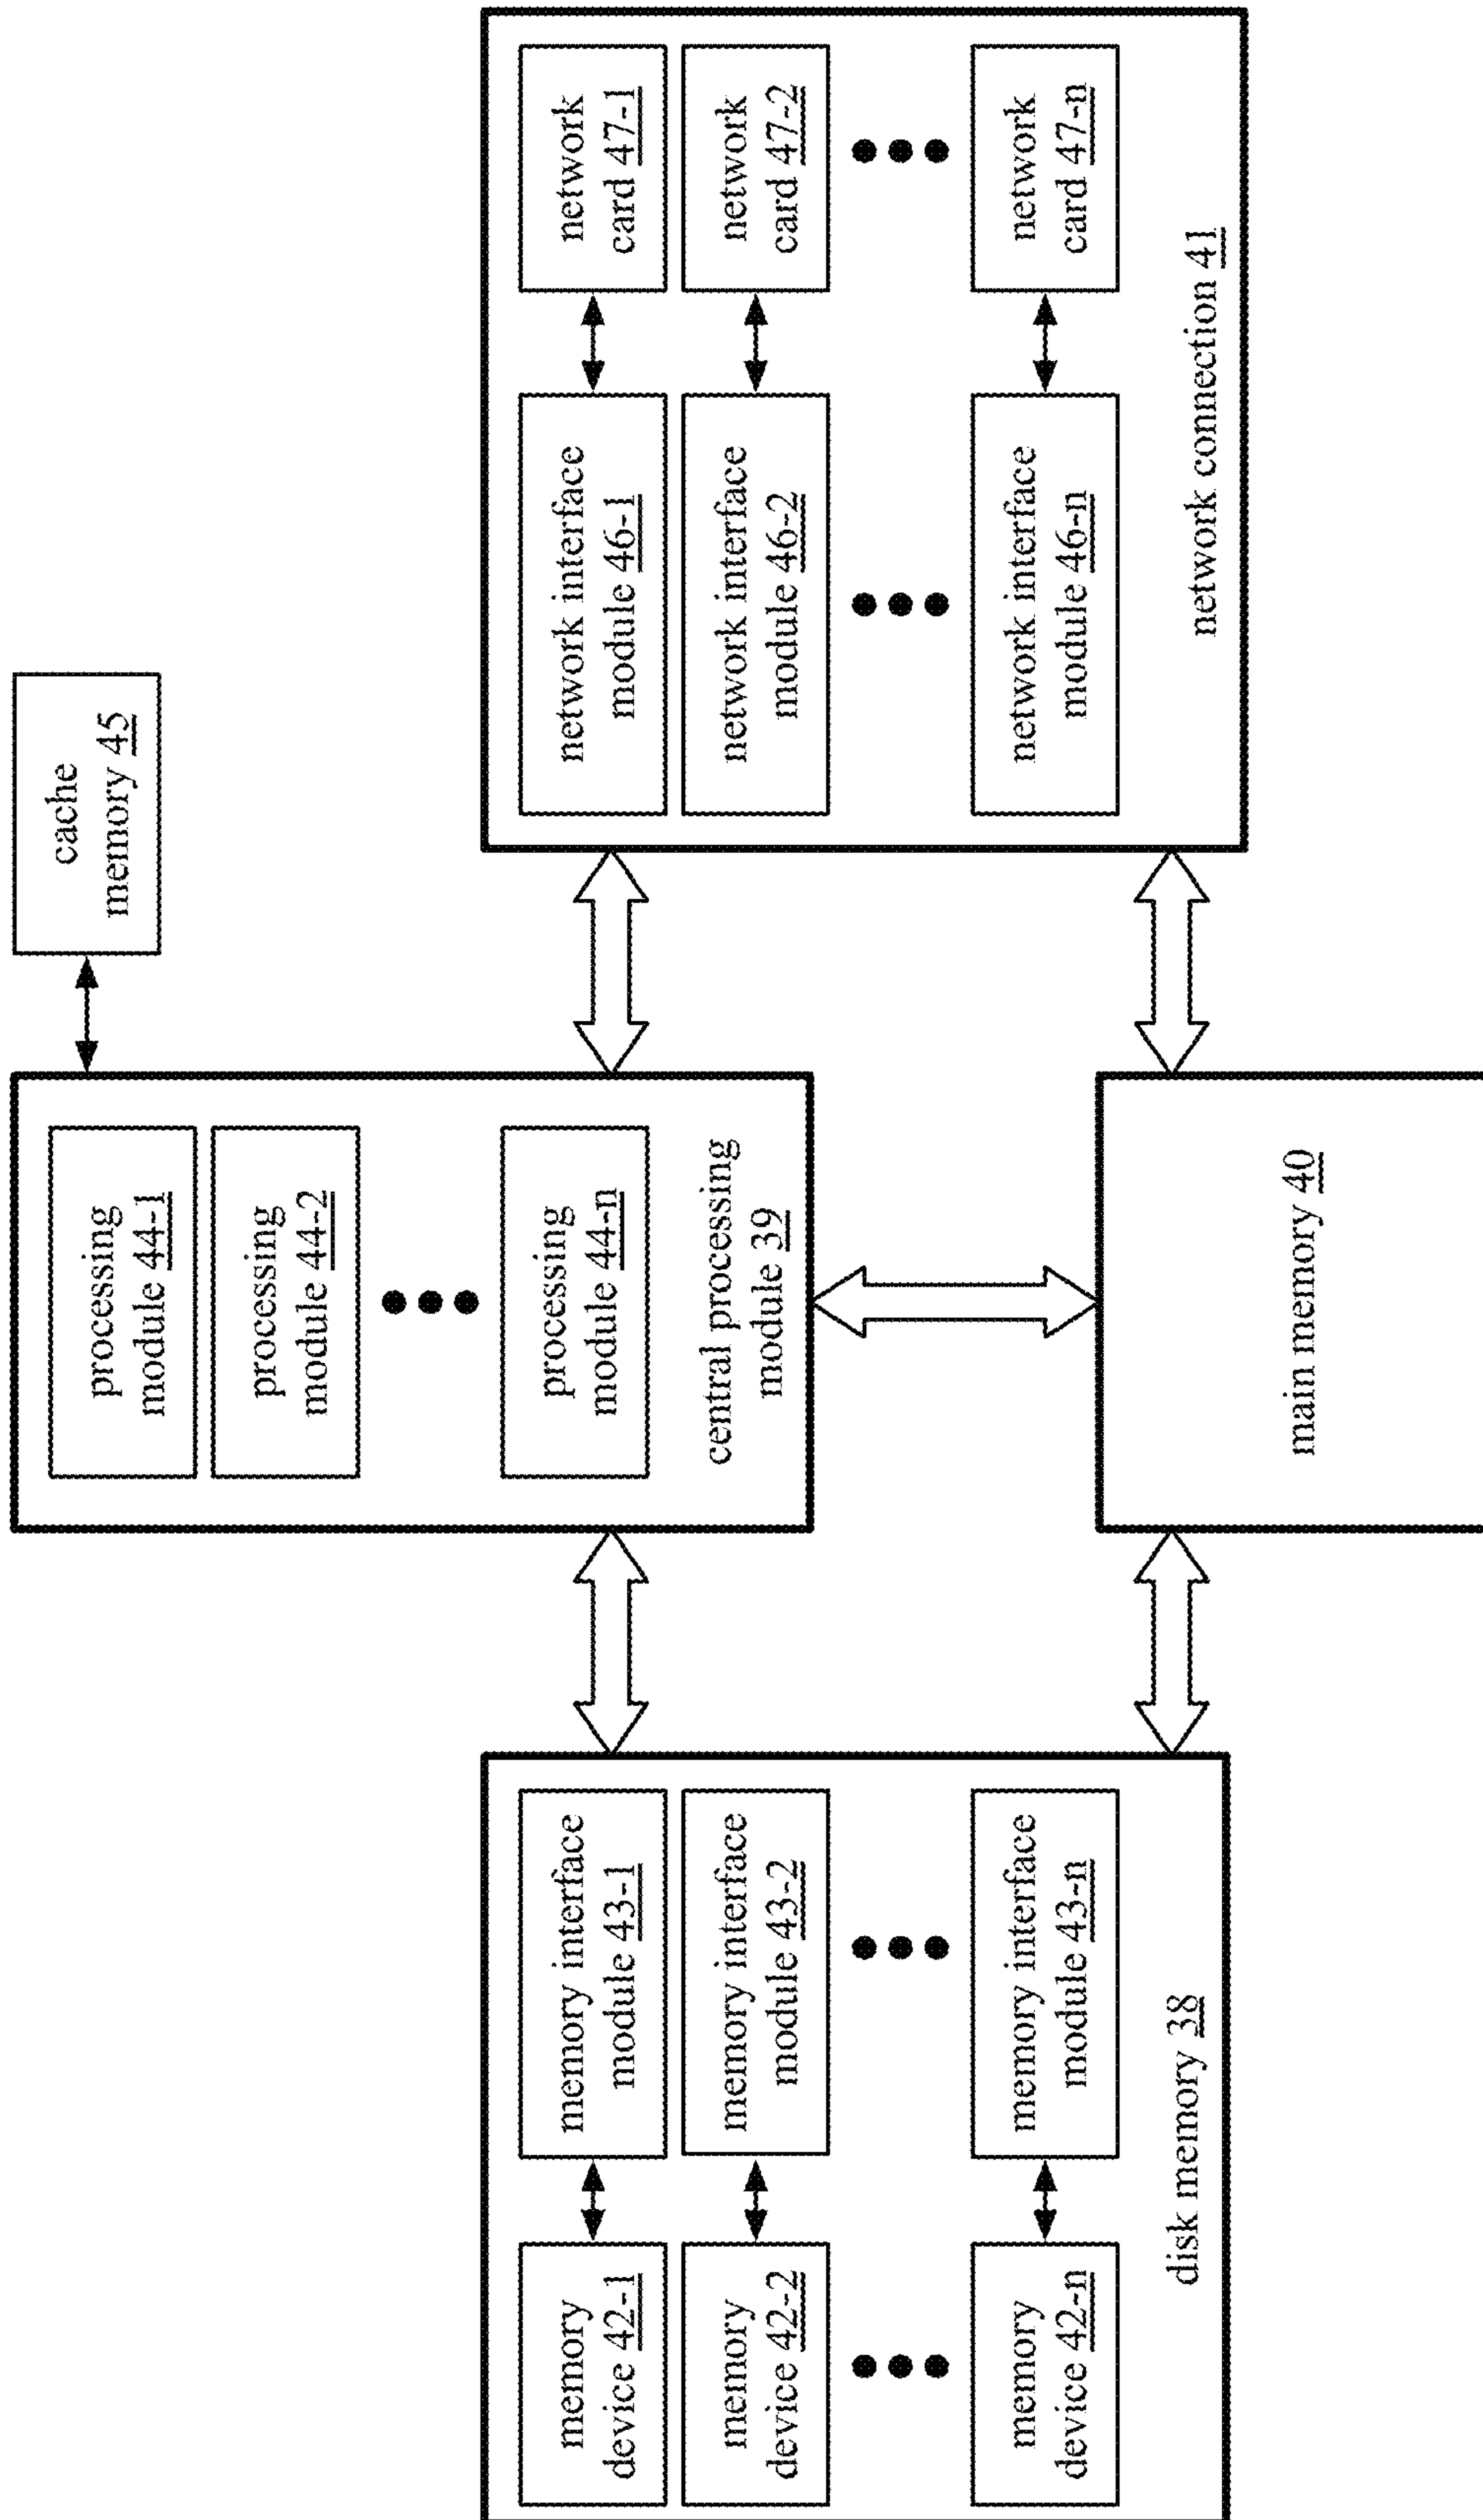 cache
memory 45
processing
module 44-1
processing
module 44-2
processing
module 44-n
central processing
module 39
memory
device 42-1
memory interface
module 43-1
memory
device 42-2
memory interface
module 43-2
memory
device 42-n
memory interface
module 43-n
disk memory 38
network interface
module 46-1
network
card 47-1
network interface
module 46-2
network
card 47-2
network interface
module 46-n
network
card 47-n
network connection 41
main memory 40